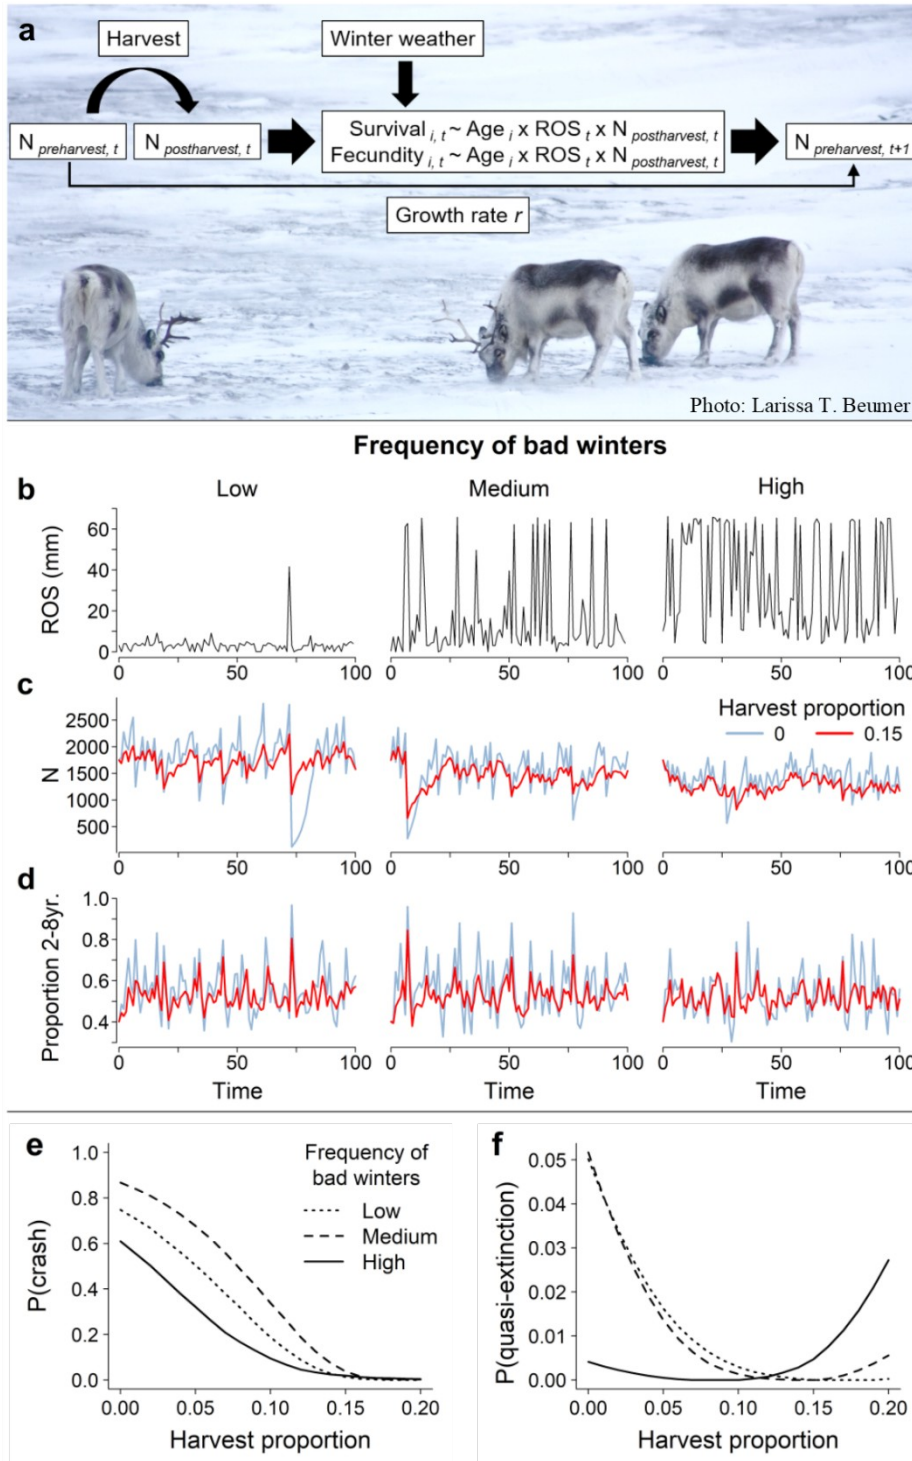 a
Harvest
Winter weather
N preharvest, t
N postharvest, t
Survival i, t ~ Age i x ROS t x N postharvest, t
Fecundity i, t ~ Age i x ROS t x N postharvest, t
N preharvest, t+1
Growth rate r
Photo: Larissa T. Beumer
Frequency of bad winters
b
Low
Medium
High
ROS (mm)
60
40
20
0
0 50 100
0 50 100
0 50 100
c
Harvest proportion
0 0.15
N
2500
2000
1500
1000
500
0 50 100
0 50 100
0 50 100
d
Proportion 2-8yr.
1.0
0.8
0.6
0.4
0 50 100
0 50 100
0 50 100
Time
Time
Time
e
P(crash)
1.0
0.8
0.6
0.4
0.2
0.0
Frequency of
bad winters
Low
Medium
High
0.00 0.05 0.10 0.15 0.20
Harvest proportion
f
P(quasi-extinction)
0.05
0.04
0.03
0.02
0.01
0.00
0.00 0.05 0.10 0.15 0.20
Harvest proportion